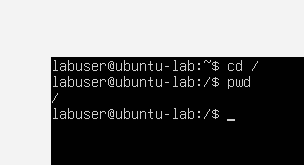 labuser@ubuntu-lab:~$ cd /
labuser@ubuntu-lab:/$ pwd
/
labuser@ubuntu-lab:/$ _